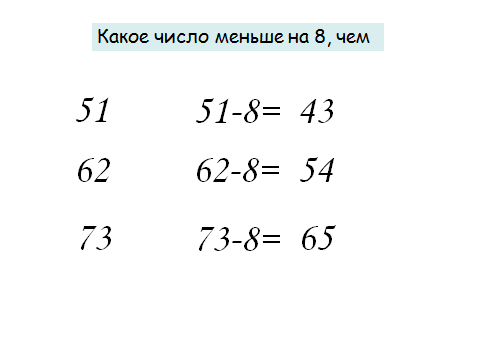 Какое число меньше на 8, чем
51 51-8= 43
62 62-8= 54
73 73-8= 65